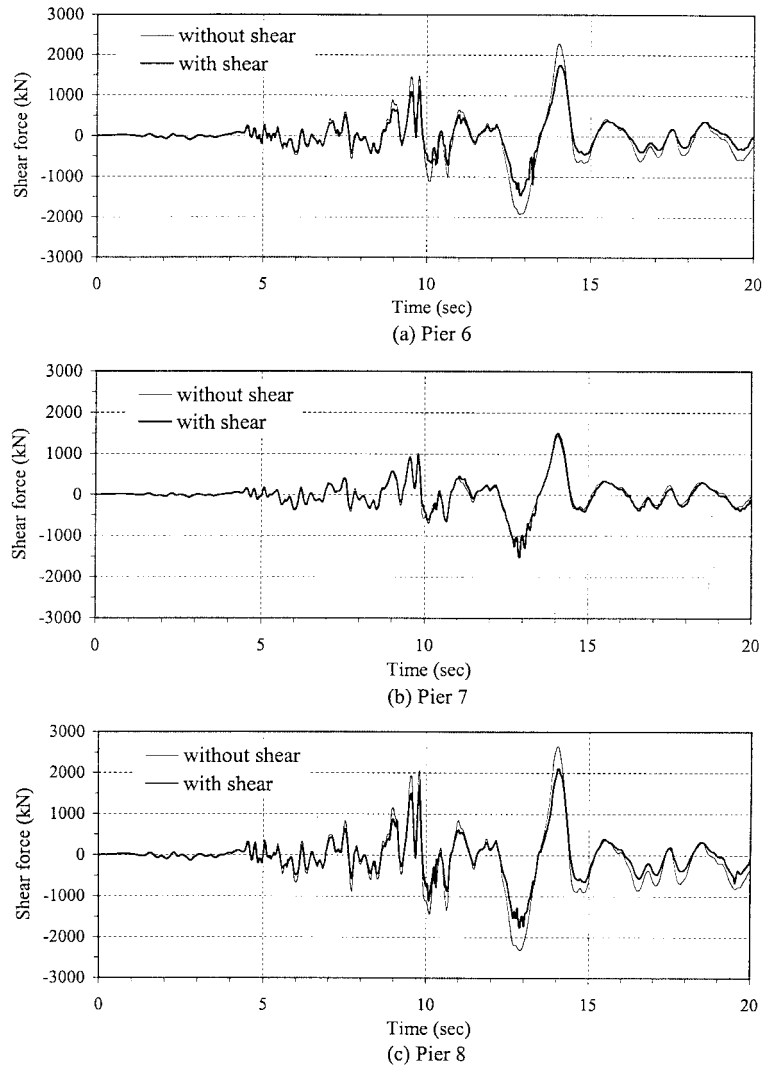 3000
without shear
2000
with shear
1000
0
-1000
-2000
-3000
Shear force (kN)
0 5 10 15 20
Time (sec)
(a) Pier 6
3000
without shear
2000
with shear
1000
0
-1000
-2000
-3000
Shear force (kN)
0 5 10 15 20
Time (sec)
(b) Pier 7
3000
without shear
2000
with shear
1000
0
-1000
-2000
-3000
Shear force (kN)
0 5 10 15 20
Time (sec)
(c) Pier 8